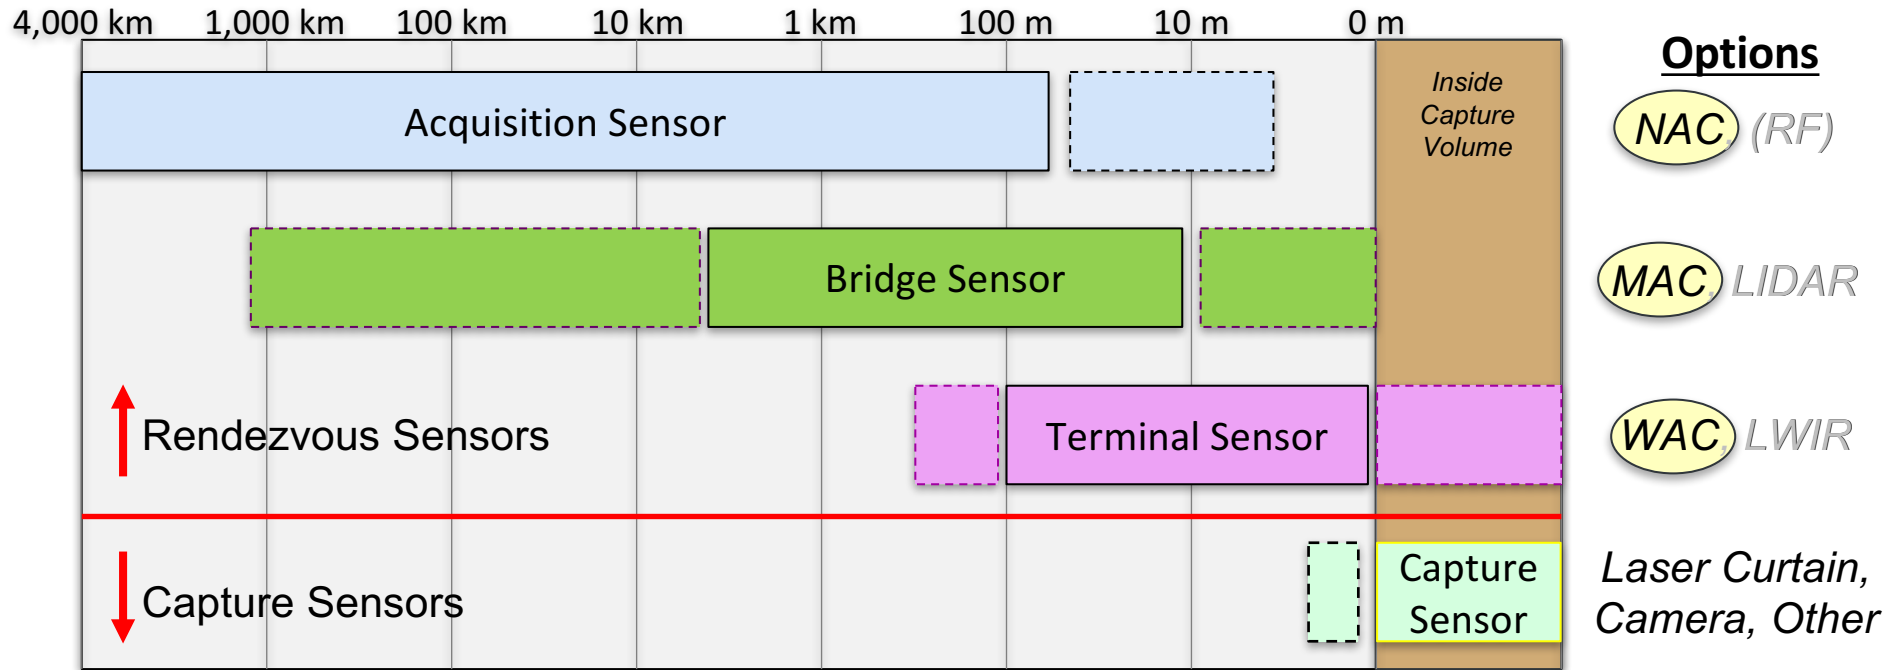 4,000 km 1,000 km 100 km 10 km 1 km 100 m 10 m 0 m
Options
Inside
Capture
Volume
Acquisition Sensor
NAC, (RF)
Bridge Sensor
MAC, LIDAR
Rendezvous Sensors
Terminal Sensor
WAC, LWIR
Capture Sensors
Capture
Sensor
Laser Curtain,
Camera, Other